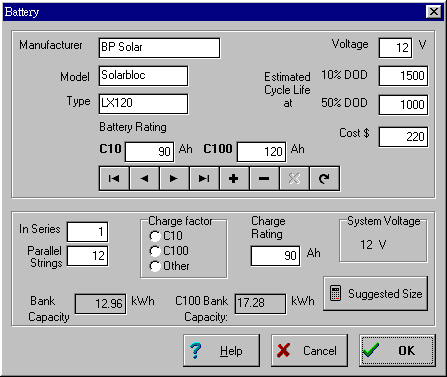 Battery
Manufacturer BP Solar Voltage 12 V
Model Solarbloc Estimated Cycle Life at 10% DOD 1500
Type LX120 50% DOD 1000
Battery Rating Cost $ 220
C10 90 Ah C100 120 Ah
In Series 1
Parallel Strings 12
Charge factor
C10
C100
Other
Charge Rating
90 Ah
System Voltage
12 V
Suggested Size
Bank Capacity 12.96 kWh C100 Bank Capacity: 17.28 kWh
? Help Cancel OK